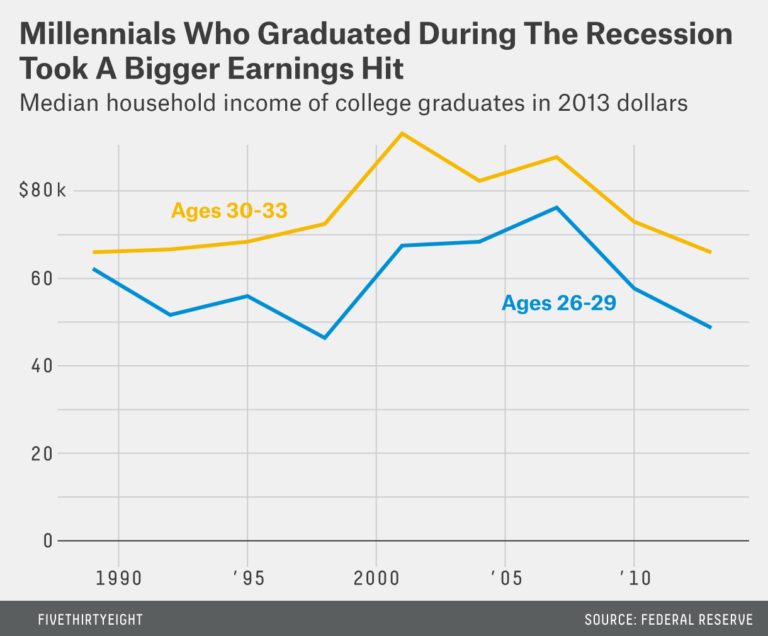 Millennials Who Graduated During The Recession
Took A Bigger Earnings Hit
Median household income of college graduates in 2013 dollars
$80k
Ages 30-33
60
Ages 26-29
40
20
0
1990 '95 2000 '05 '10
FIVETHIRTYEIGHT SOURCE: FEDERAL RESERVE